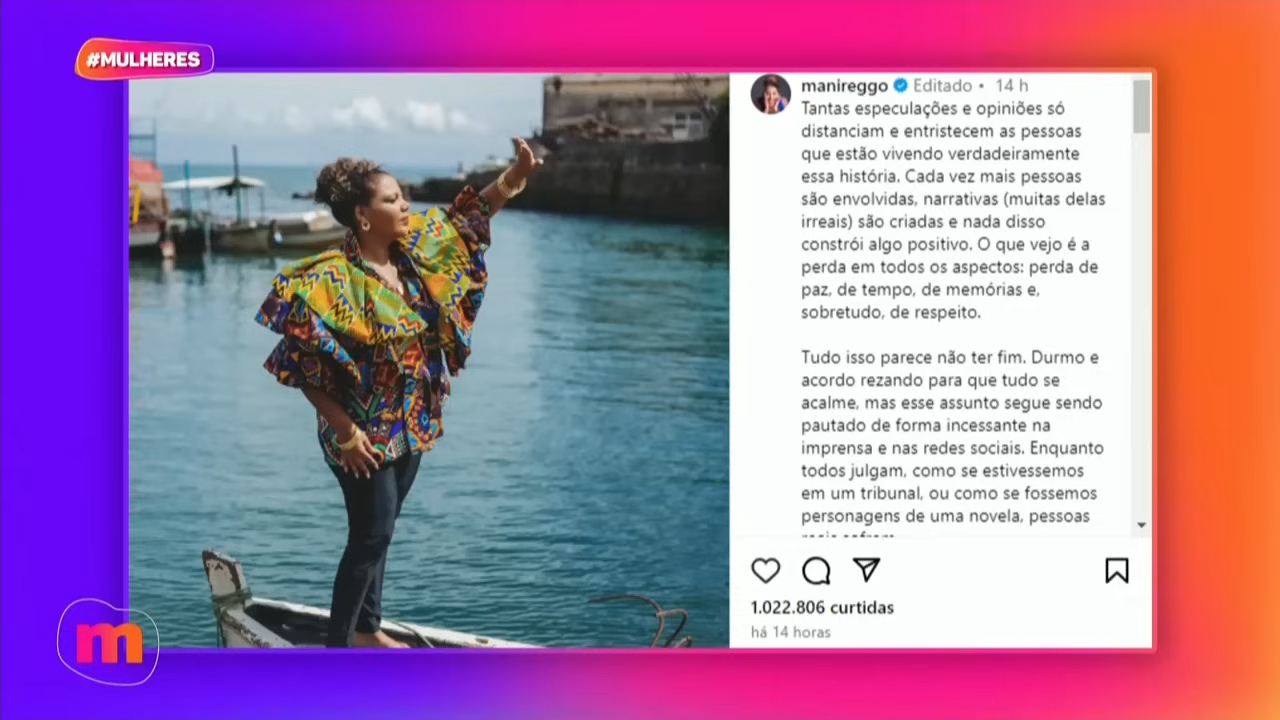 #MULHERES
manireggo Editado • 14 h
Tantas especulações e opiniões só
distanciam e entristecem as pessoas
que estão vivendo verdadeiramente
essa história. Cada vez mais pessoas
são envolvidas, narrativas (muitas delas
irreais) são criadas e nada disso
constrói algo positivo. O que vejo é a
perda em todos os aspectos: perda de
paz, de tempo, de memórias e,
sobretudo, de respeito.
Tudo isso parece não ter fim. Durmo e
acordo rezando para que tudo se
acalme, mas esse assunto segue sendo
pautado de forma incessante na
imprensa e nas redes sociais. Enquanto
todos julgam, como se estivessemos
em um tribunal, ou como se fossemos
personagens de uma novela, pessoas
1.022.806 curtidas
há 14 horas
m